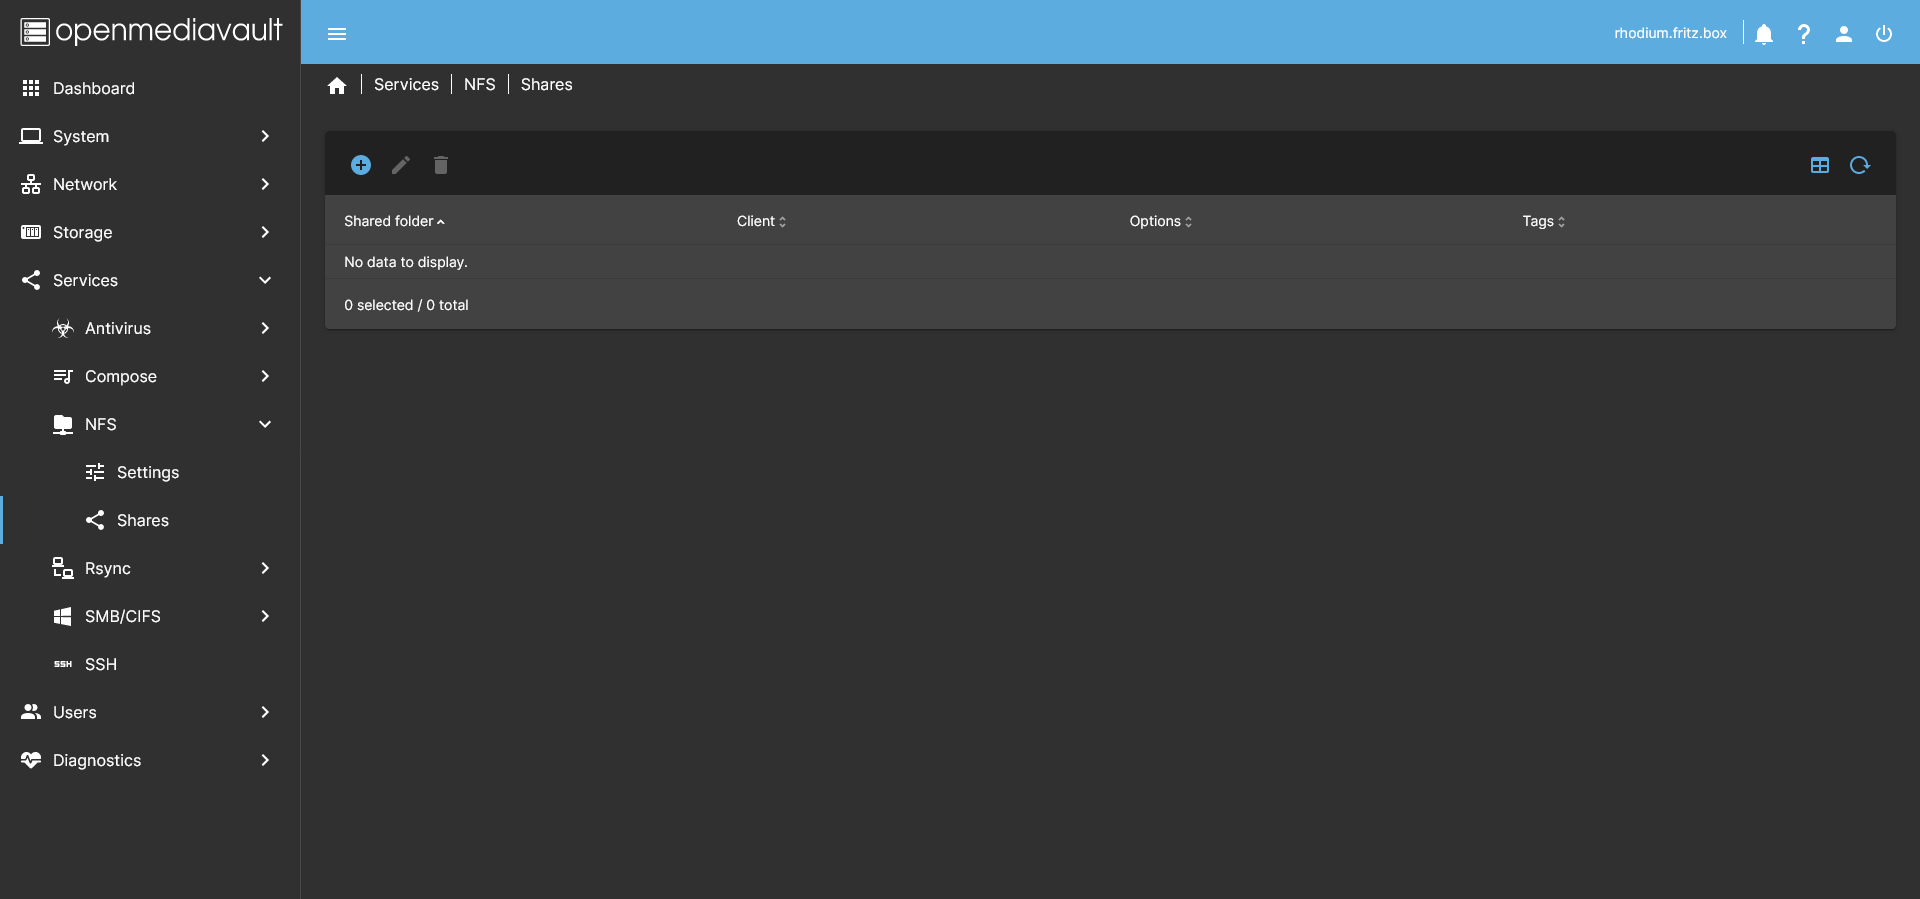 openmediavault
rhodium.fritz.box
Dashboard
System
Network
Storage
Services
Antivirus
Compose
NFS
Settings
Shares
Rsync
SMB/CIFS
SSH SSH
Users
Diagnostics
Services NFS Shares
Shared folder Client Options Tags
No data to display.
0 selected / 0 total